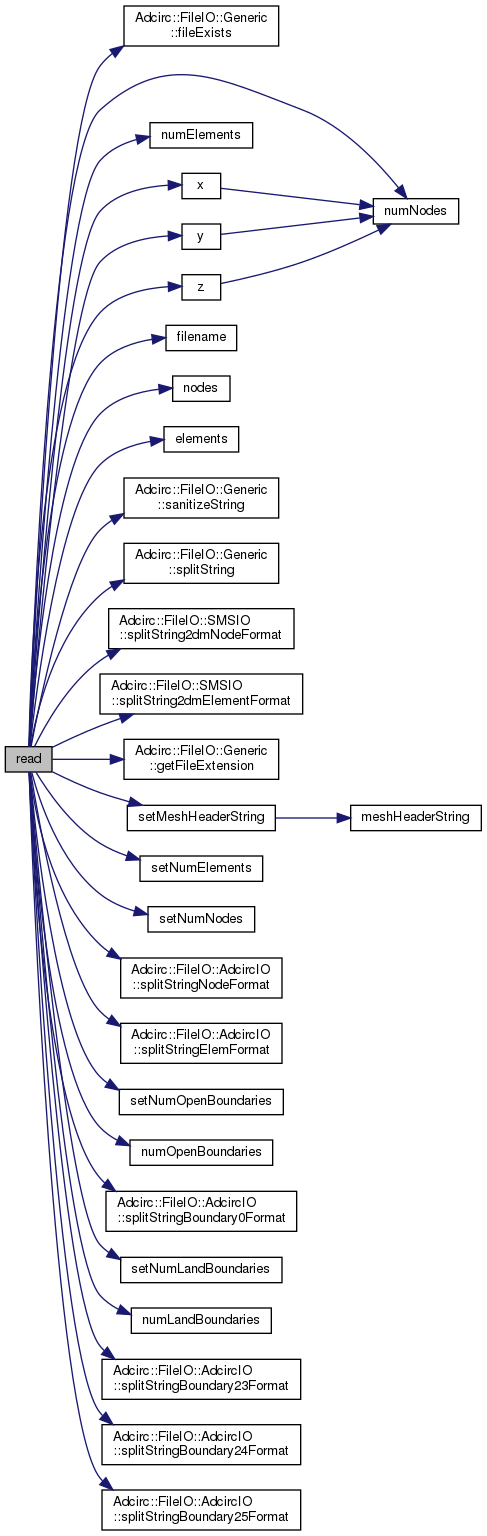 Adcirc::FileIO::Generic
::fileExists
numElements
x
numNodes
y
z
filename
nodes
elements
Adcirc::FileIO::Generic
::sanitizeString
Adcirc::FileIO::Generic
::splitString
Adcirc::FileIO::SMSIO
::splitString2dmNodeFormat
Adcirc::FileIO::SMSIO
::splitString2dmElementFormat
read
Adcirc::FileIO::Generic
::getFileExtension
setMeshHeaderString
meshHeaderString
setNumElements
setNumNodes
Adcirc::FileIO::AdcircIO
::splitStringNodeFormat
Adcirc::FileIO::AdcircIO
::splitStringElemFormat
setNumOpenBoundaries
numOpenBoundaries
Adcirc::FileIO::AdcircIO
::splitStringBoundary0Format
setNumLandBoundaries
numLandBoundaries
Adcirc::FileIO::AdcircIO
::splitStringBoundary23Format
Adcirc::FileIO::AdcircIO
::splitStringBoundary24Format
Adcirc::FileIO::AdcircIO
::splitStringBoundary25Format